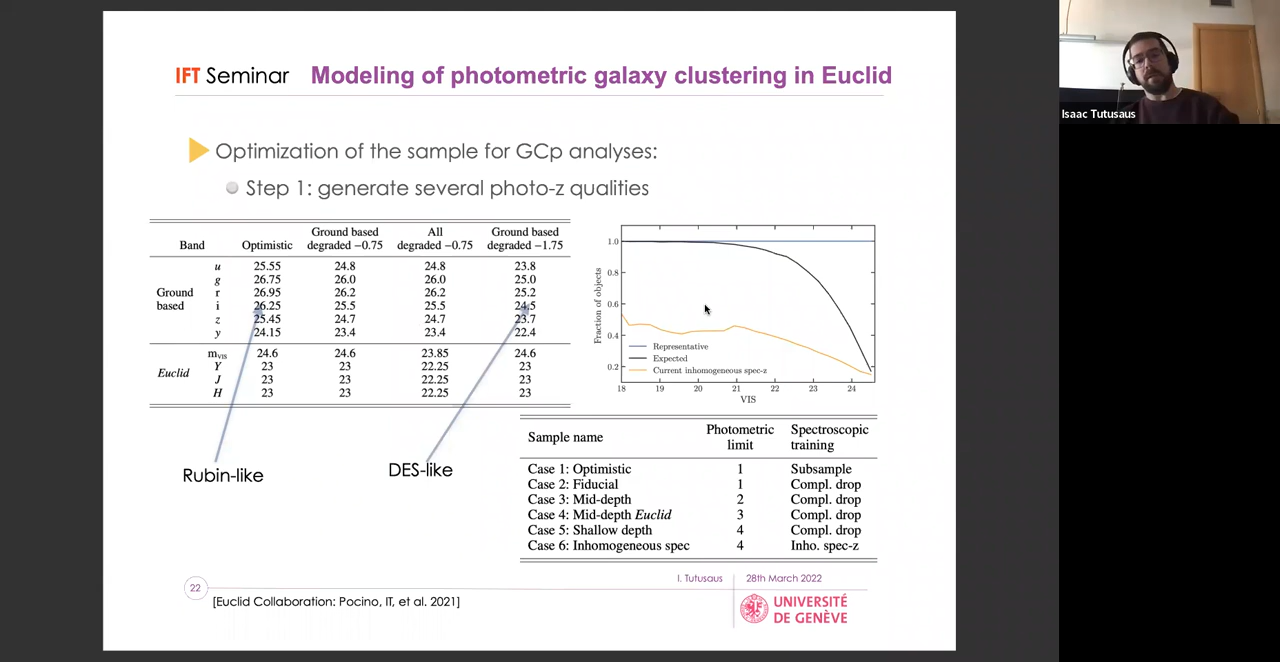 IFT Seminar Modeling of photometric galaxy clustering in Euclid
Isaac Tutusaus
Optimization of the sample for GCp analyses:
Step 1: generate several photo-z qualities
Band Optimistic Ground based degraded −0.75 All degraded −0.75 Ground based degraded −1.75
Ground based
u 25.55 24.8 24.8 23.8
g 26.75 26.0 26.0 25.0
r 26.95 26.2 26.2 25.2
i 26.25 25.5 25.5 24.5
z 25.45 24.7 24.7 23.7
y 24.15 23.4 23.4 22.4
Euclid
mVIS 24.6 24.6 23.85 24.6
Y 23 23 22.25 23
J 23 23 22.25 23
H 23 23 22.25 23
Rubin-like
DES-like
Fraction of objects
1.0
0.8
0.6
0.4
0.2
Representative
Expected
Current inhomogeneous spec-z
18 19 20 21 22 23 24
VIS
Sample name Photometric limit Spectroscopic training
Case 1: Optimistic 1 Subsample
Case 2: Fiducial 1 Compl. drop
Case 3: Mid-depth 2 Compl. drop
Case 4: Mid-depth Euclid 3 Compl. drop
Case 5: Shallow depth 4 Compl. drop
Case 6: Inhomogeneous spec 4 Inho. spec-z
I. Tutusaus 28th March 2022
22
[Euclid Collaboration: Pocino, IT, et al. 2021]
UNIVERSITÉ
DE GENÈVE